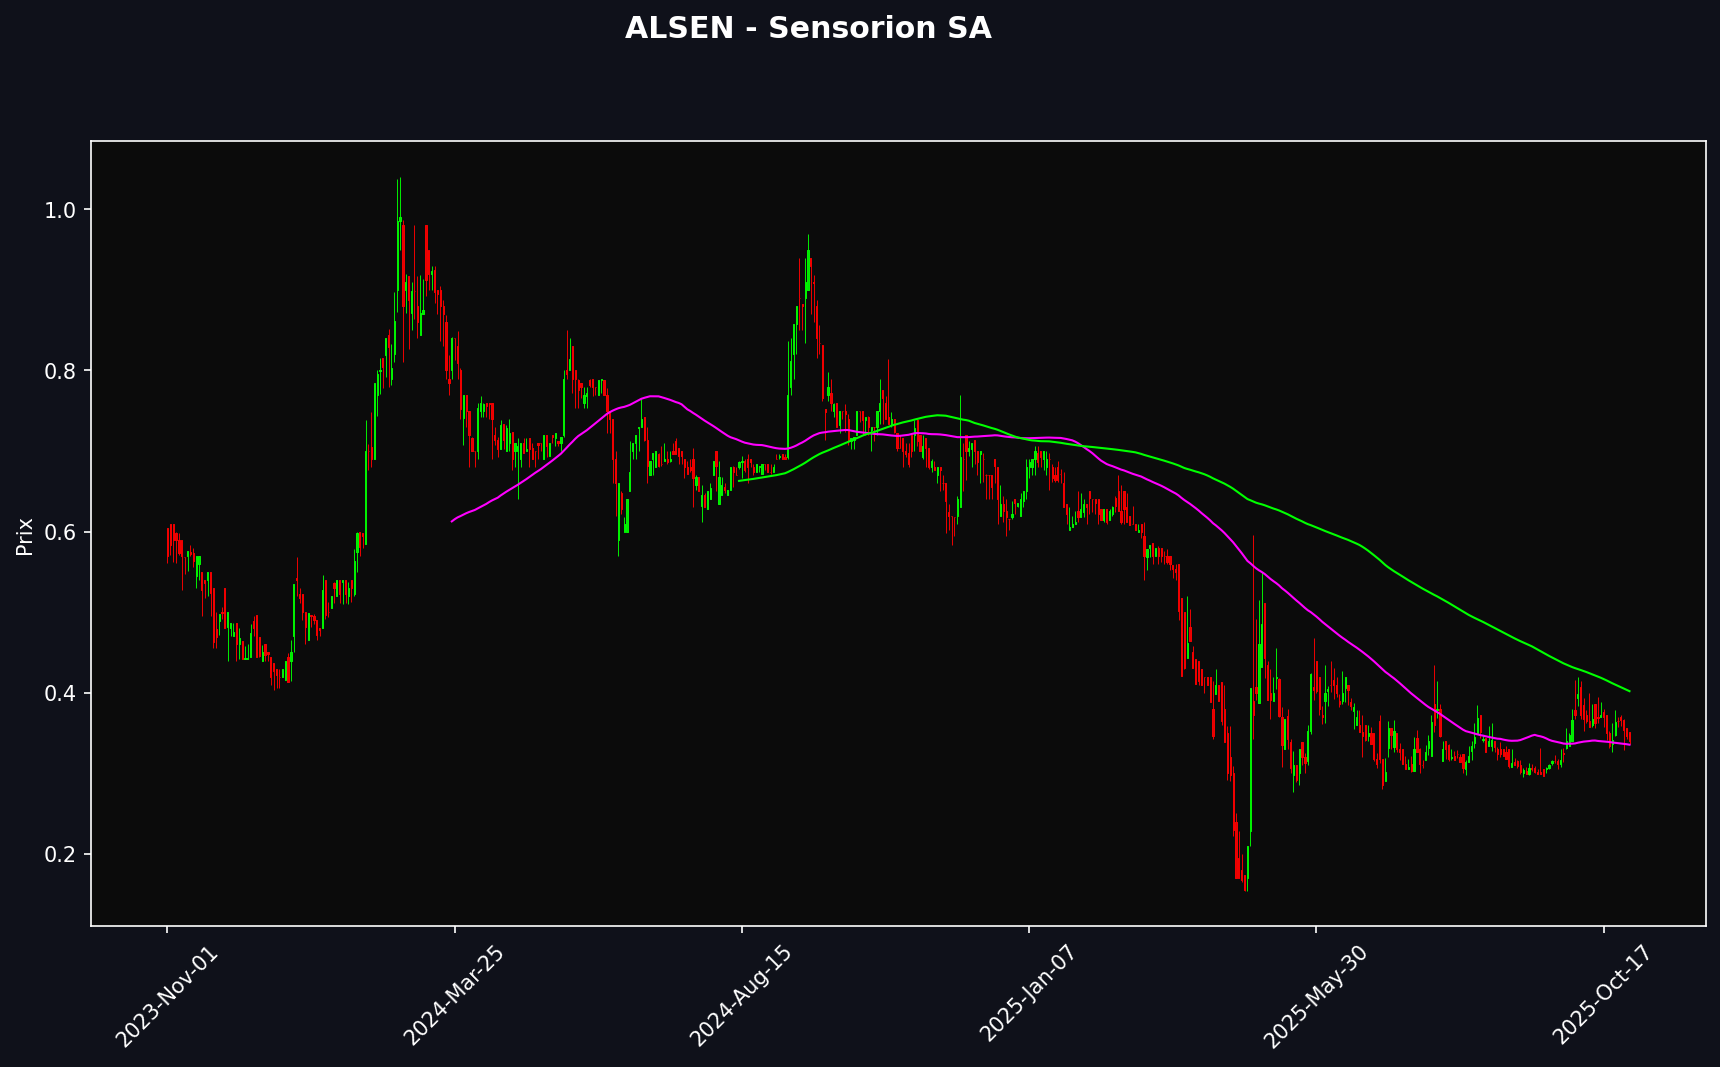 ALSEN - Sensorion SA
Prix
1.0
0.8
0.6
0.4
0.2
2023-Nov-01
2024-Mar-25
2024-Aug-15
2025-Jan-07
2025-May-30
2025-Oct-17